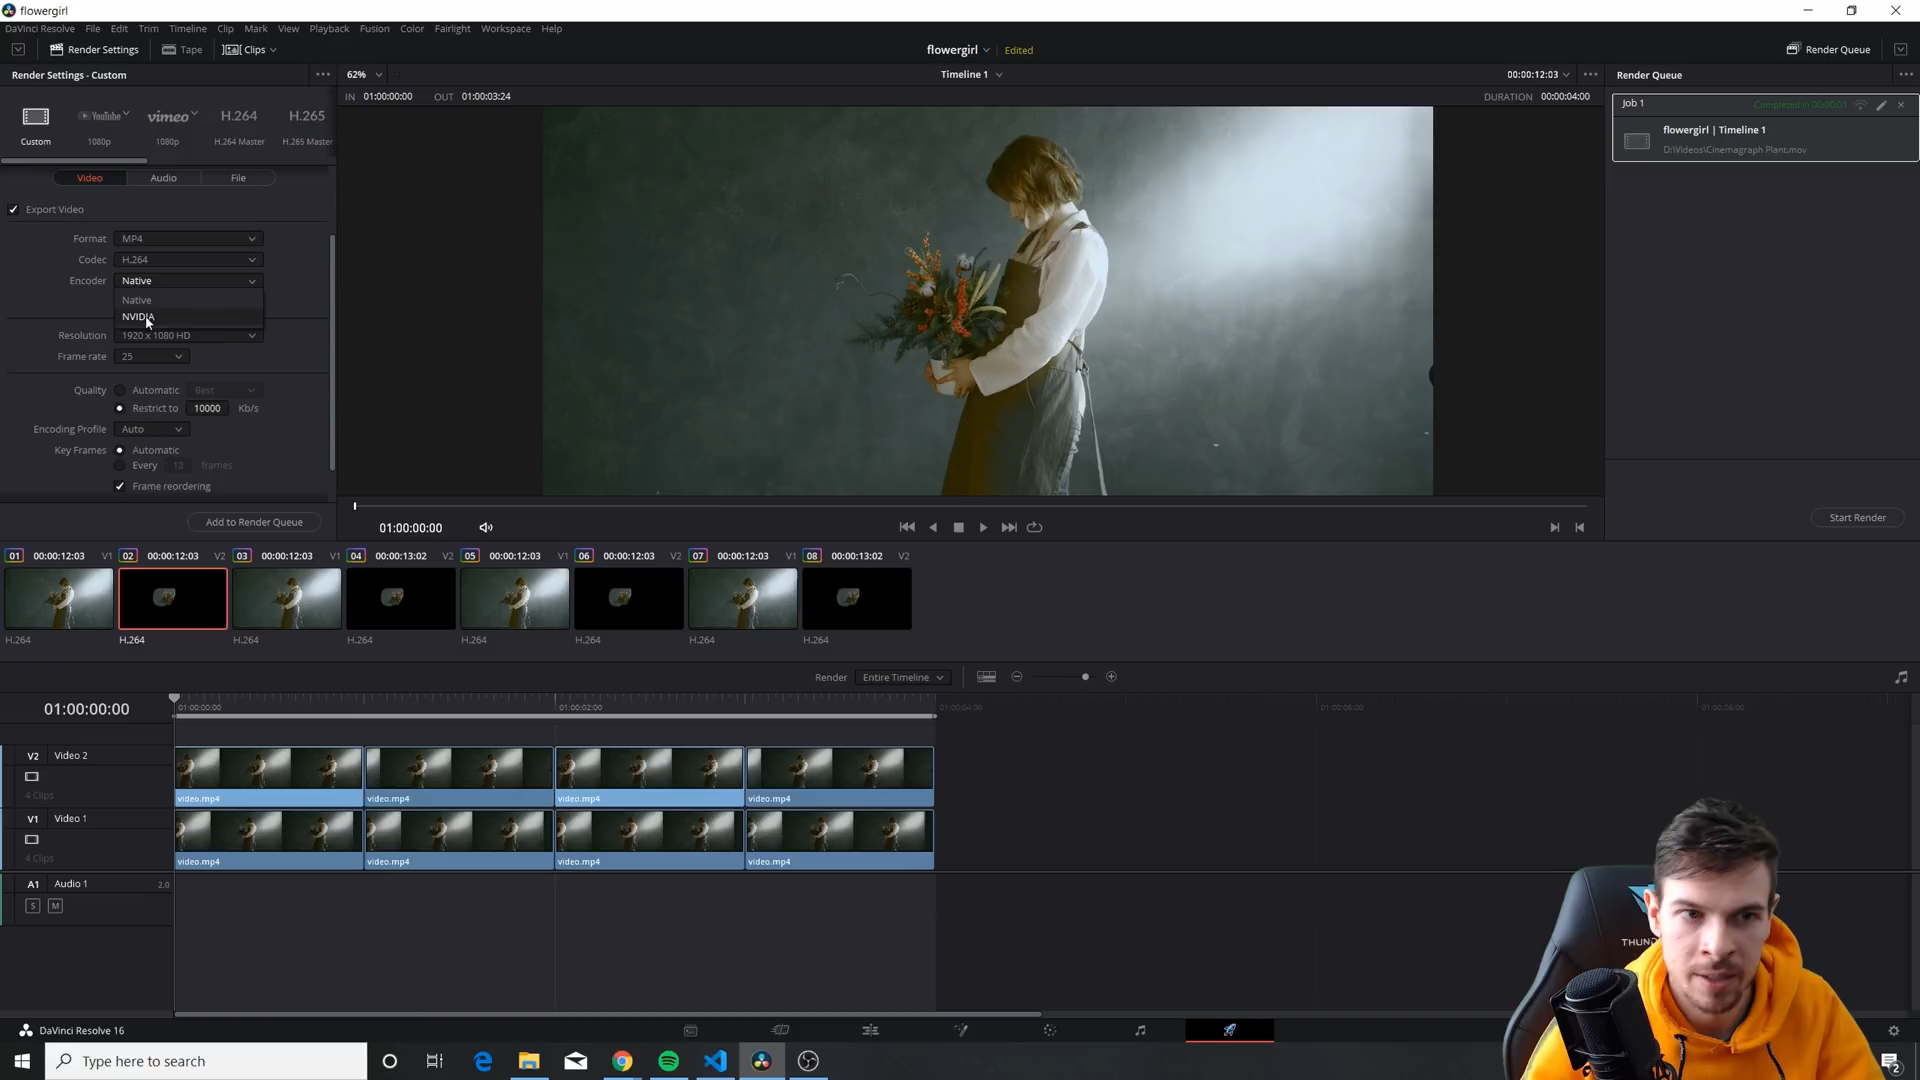 flowergirl
DaVinci Resolve File Edit Trim Timeline Clip Mark View Playback Fusion Color Fairlight Workspace Help
Render Settings Tape Clips flowergirl Edited Render Queue
Render Settings - Custom 62% Timeline 1 00:00:12:03 Render Queue
IN 01:00:00:00 OUT 01:00:03:24 DURATION 00:00:04:00
YouTube vimeo H.264 H.265
Custom 1080p 1080p H.264 Master H.265 Master
Job 1 Completed in 00:00:01
flowergirl | Timeline 1
D:\Videos\Cinemagraph Plant.mov
Video Audio File
Export Video
Format MP4
Codec H.264
Encoder Native
Native
NVIDIA
Resolution 1920 x 1080 HD
Frame rate 25
Quality Automatic Best
Restrict to 10000 Kb/s
Encoding Profile Auto
Key Frames Automatic
Every 12 frames
Frame reordering
Add to Render Queue
01:00:00:00
Start Render
01 00:00:12:03 V1 02 00:00:12:03 V2 03 00:00:12:03 V1 04 00:00:13:02 V2 05 00:00:12:03 V1 06 00:00:12:03 V2 07 00:00:12:03 V1 08 00:00:13:02 V2
H.264 H.264 H.264 H.264 H.264 H.264 H.264 H.264
Render Entire Timeline
01:00:00:00
01:00:00:00 01:00:02:00 01:00:04:00 01:00:06:00 01:00:08:00
V2 Video 2
4 Clips
video.mp4 video.mp4 video.mp4 video.mp4
V1 Video 1
4 Clips
video.mp4 video.mp4 video.mp4 video.mp4
A1 Audio 1 2.0
S M
THUN
DaVinci Resolve 16
Type here to search
2